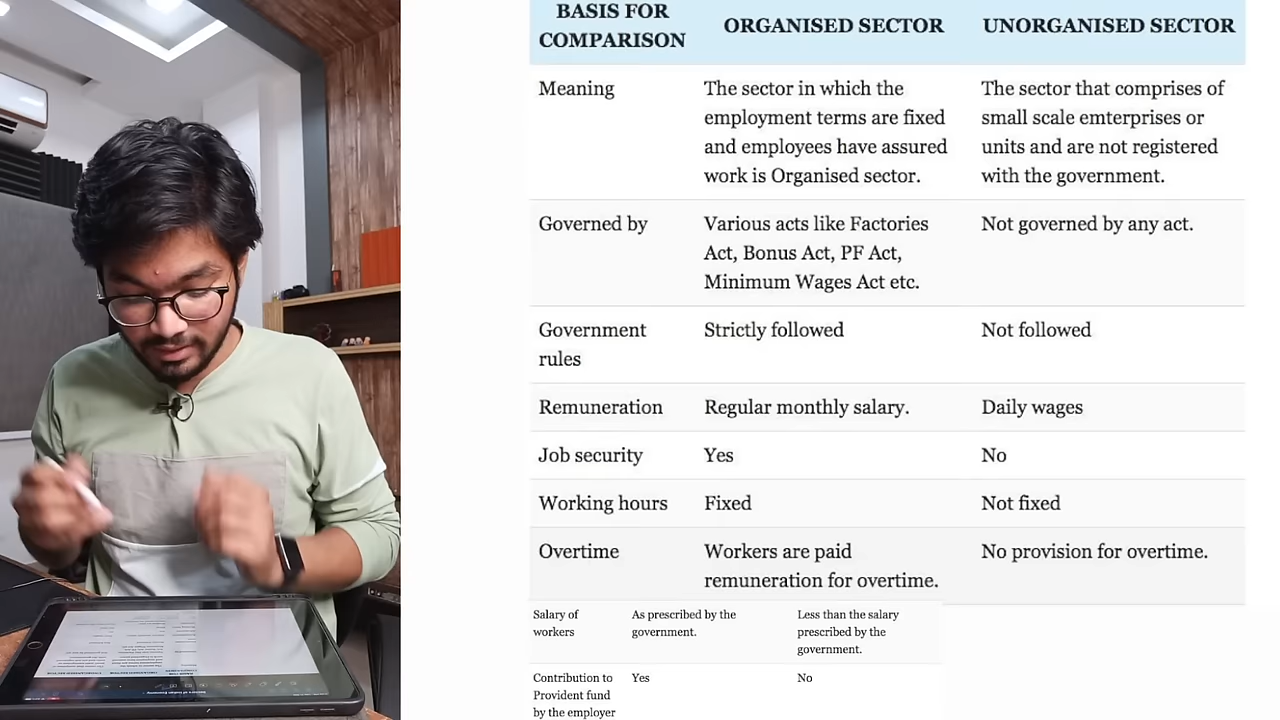 BASIS FOR ORGANISED SECTOR UNORGANISED SECTOR
COMPARISON
Meaning The sector in which the The sector that comprises of
employment terms are fixed small scale emterprises or
and employees have assured units and are not registered
work is Organised sector. with the government.
Governed by Various acts like Factories Not governed by any act.
Act, Bonus Act, PF Act,
Minimum Wages Act etc.
Government Strictly followed Not followed
rules
Remuneration Regular monthly salary. Daily wages
Job security Yes No
Working hours Fixed Not fixed
Overtime Workers are paid No provision for overtime.
remuneration for overtime.
Salary of As prescribed by the Less than the salary
workers government. prescribed by the
government.
Contribution to Yes No
Provident fund
by the employer